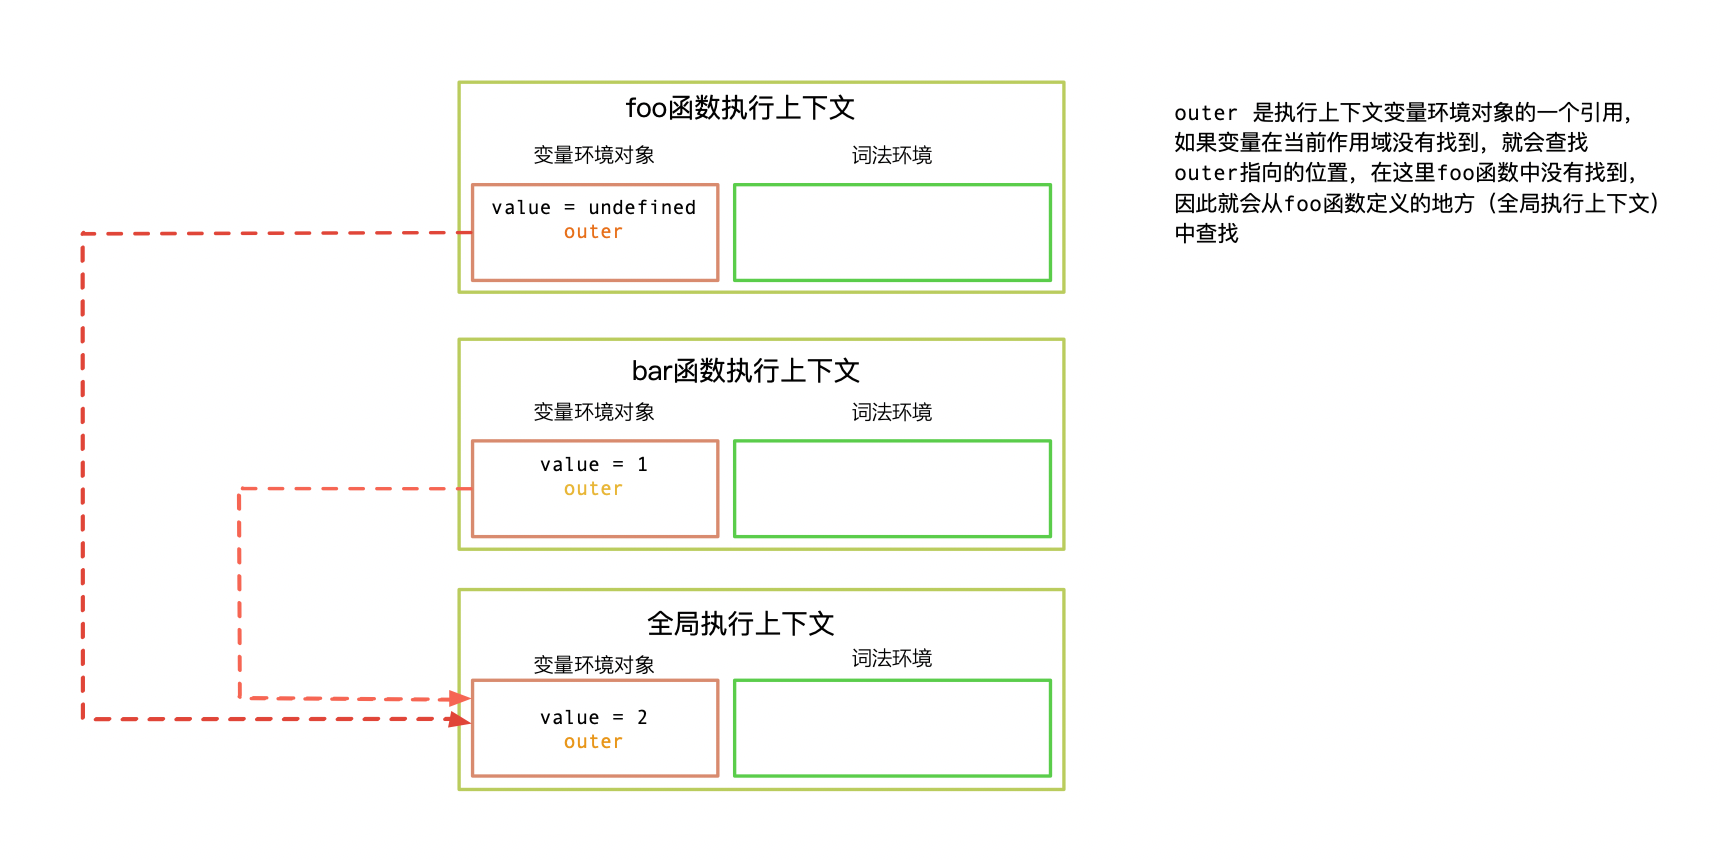 foo函数执行上下文
变量环境对象
词法环境
value = undefined
outer
outer 是执行上下文变量环境对象的一个引用，
如果变量在当前作用域没有找到，就会查找
outer指向的位置，在这里foo函数中没有找到，
因此就会从foo函数定义的地方（全局执行上下文）
中查找
bar函数执行上下文
变量环境对象
词法环境
value = 1
outer
全局执行上下文
变量环境对象
词法环境
value = 2
outer